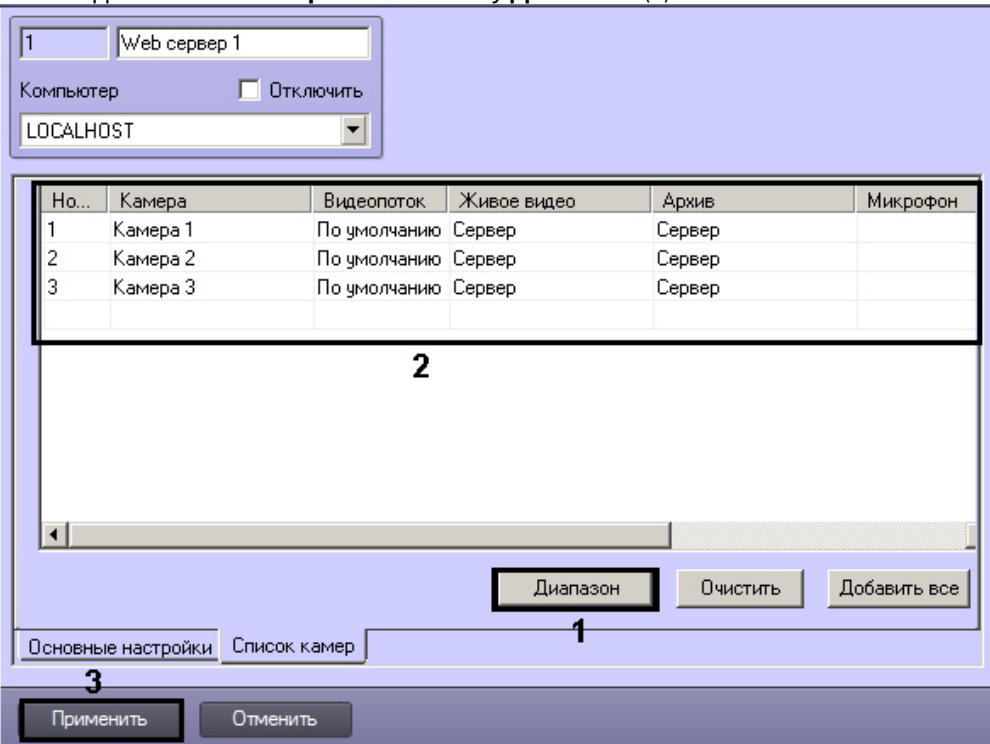 1 Web сервер 1
Компьютер Отключить
LOCALHOST
Но... Камера Видеопоток Живое видео Архив Микрофон
1 Камера 1 По умолчанию Сервер Сервер
2 Камера 2 По умолчанию Сервер Сервер
3 Камера 3 По умолчанию Сервер Сервер
2
Диапазон Очистить Добавить все
1
Основные настройки Список камер
3
Применить Отменить